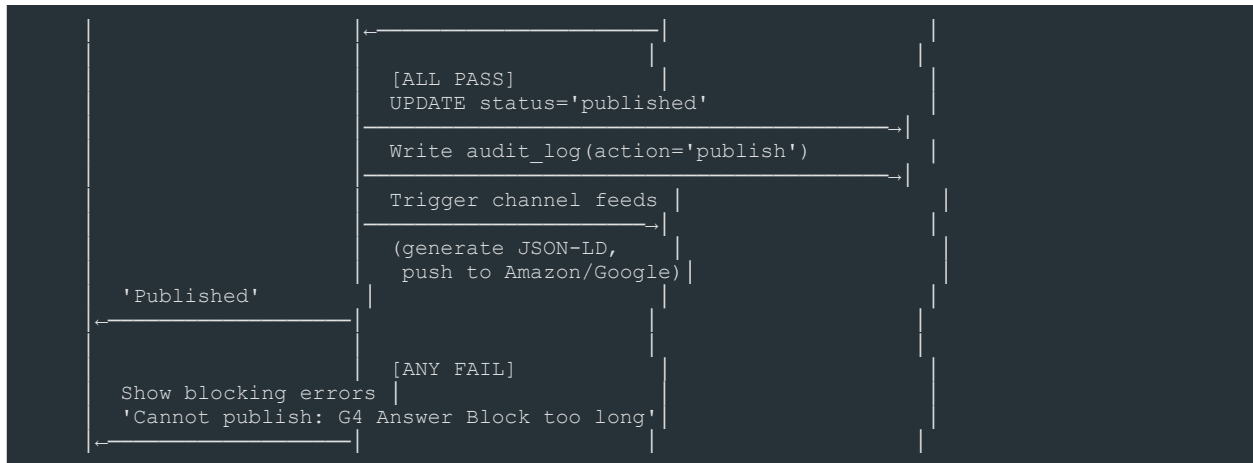 [ALL PASS]
UPDATE status='published'
Write audit_log(action='publish')
Trigger channel feeds
(generate JSON-LD,
push to Amazon/Google)
'Published'
[ANY FAIL]
Show blocking errors
'Cannot publish: G4 Answer Block too long'